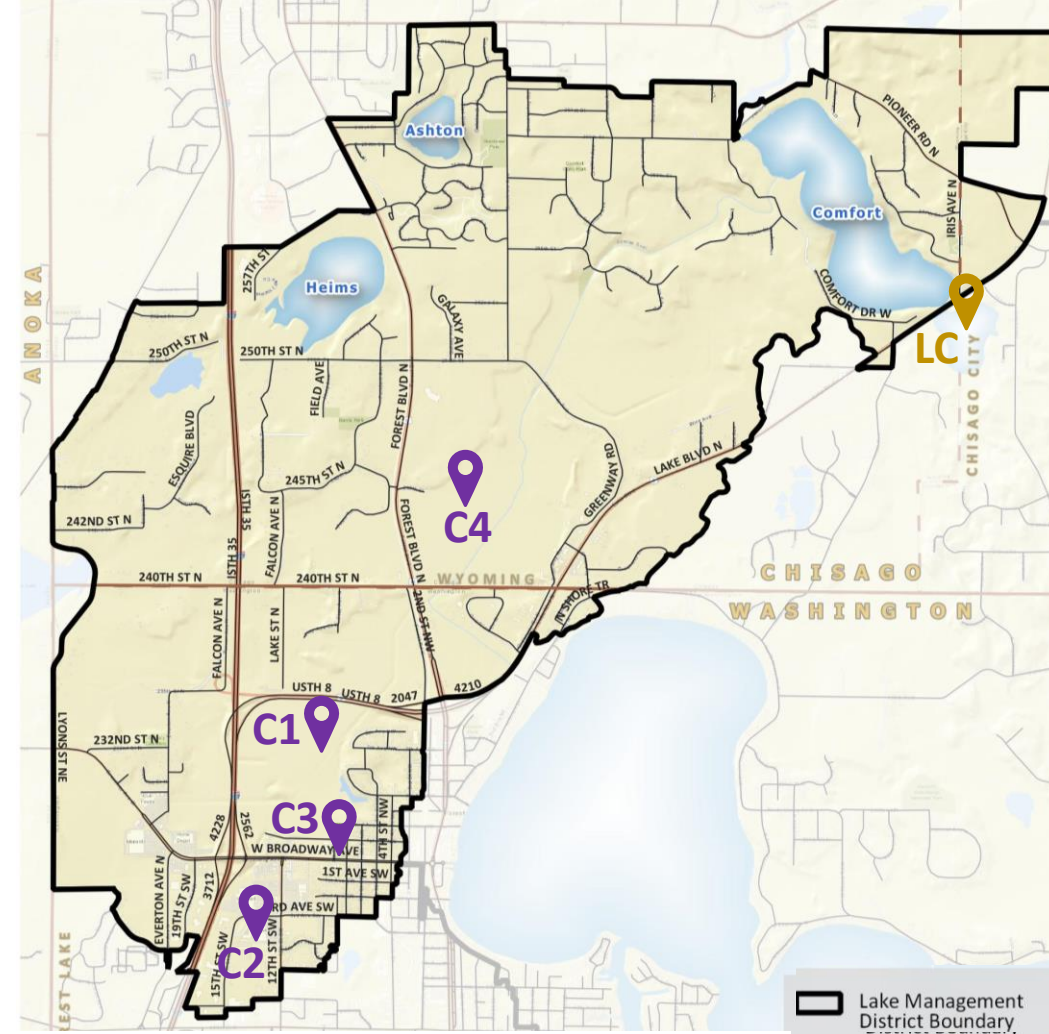 Ashton
PIONEER RD N
Comfort
IRIS AVE N
257TH ST
Heims
ANOKA
COMFORT DR W
GALAXY AVE
LC
CHISAGO CITY
250TH ST N
250TH ST N
FIELD AVE
FOREST BLVD N
ESQUIRE BLVD
LAKE BLVD N
GREENWAY RD
245TH ST N
C4
ISTH 35
ISTH 35
FALCON AVE N
FOREST BLVD N
242ND ST N
240TH ST N
240TH ST N
WYOMING
CHISAGO
WASHINGTON
N SHORE TR
2ND ST NW
FALCON AVE N
LAKE ST N
USTH 8
USTH 8
2047
4210
C1
LYONS ST NE
232ND ST N
C3
4228
2562
4TH ST NW
W BROADWAY AVE
1ST AVE SW
EVERTON AVE N
19TH ST SW
3712
RD AVE SW
C2
15TH ST SW
12TH ST SW
REST LAKE
Lake Management
District Boundary